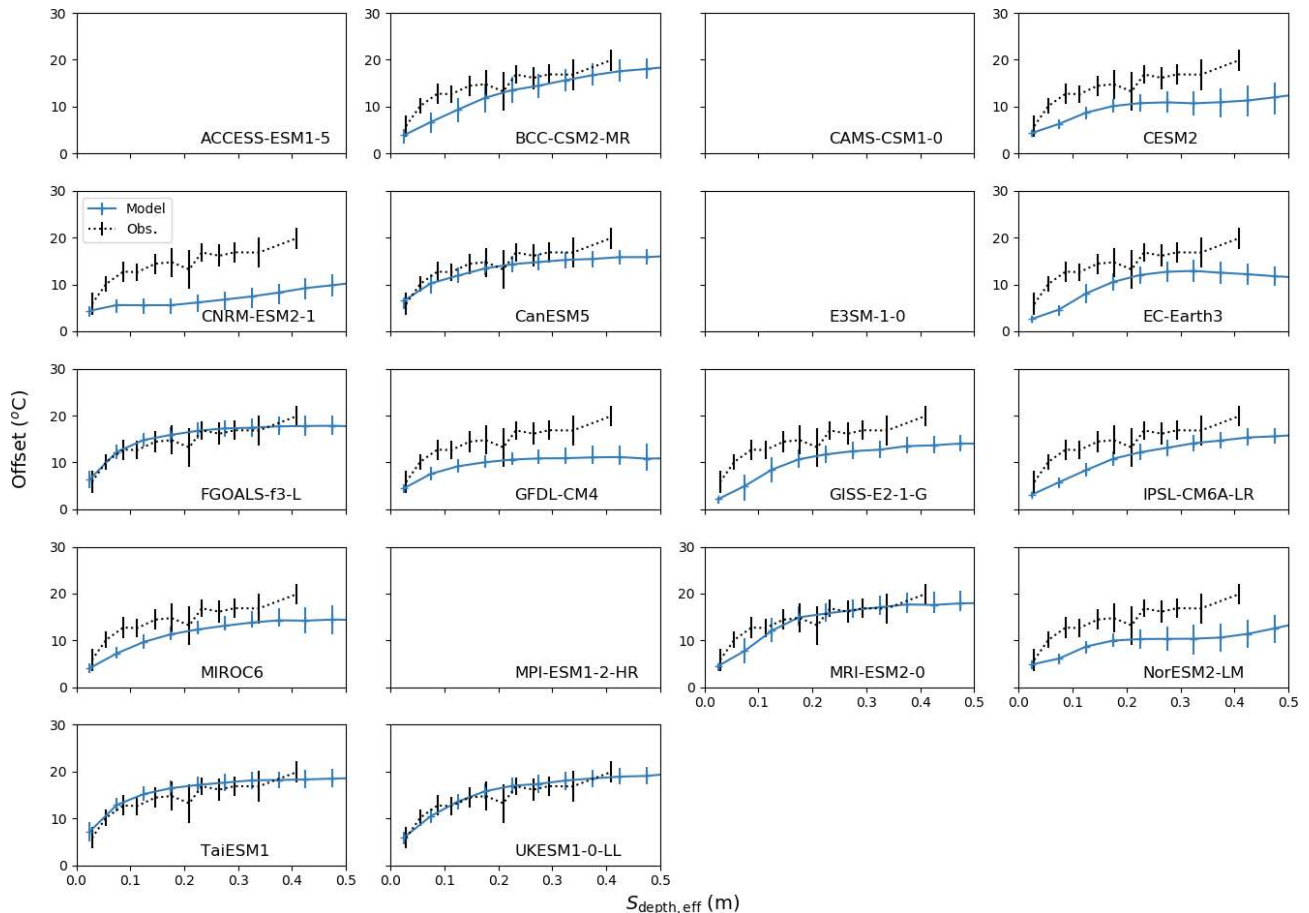 30
20
10
0
ACCESS-ESM1-5
30
20
10
0
BCC-CSM2-MR
CAMS-CSM1-0
30
20
10
0
CESM2
30
20
10
0
Model
Obs.
CNRM-ESM2-1
CanESM5
E3SM-1-0
30
20
10
0
EC-Earth3
Offset (°C)
30
20
10
0
FGOALS-f3-L
GFDL-CM4
GISS-E2-1-G
IPSL-CM6A-LR
30
20
10
0
MIROC6
MPI-ESM1-2-HR
30
20
10
0
MRI-ESM2-0
0.0 0.1 0.2 0.3 0.4 0.5
NorESM2-LM
0.0 0.1 0.2 0.3 0.4 0.5
30
20
10
0
TaiESM1
0.0 0.1 0.2 0.3 0.4 0.5
UKESM1-0-LL
0.0 0.1 0.2 0.3 0.4 0.5
S_depth, eff (m)